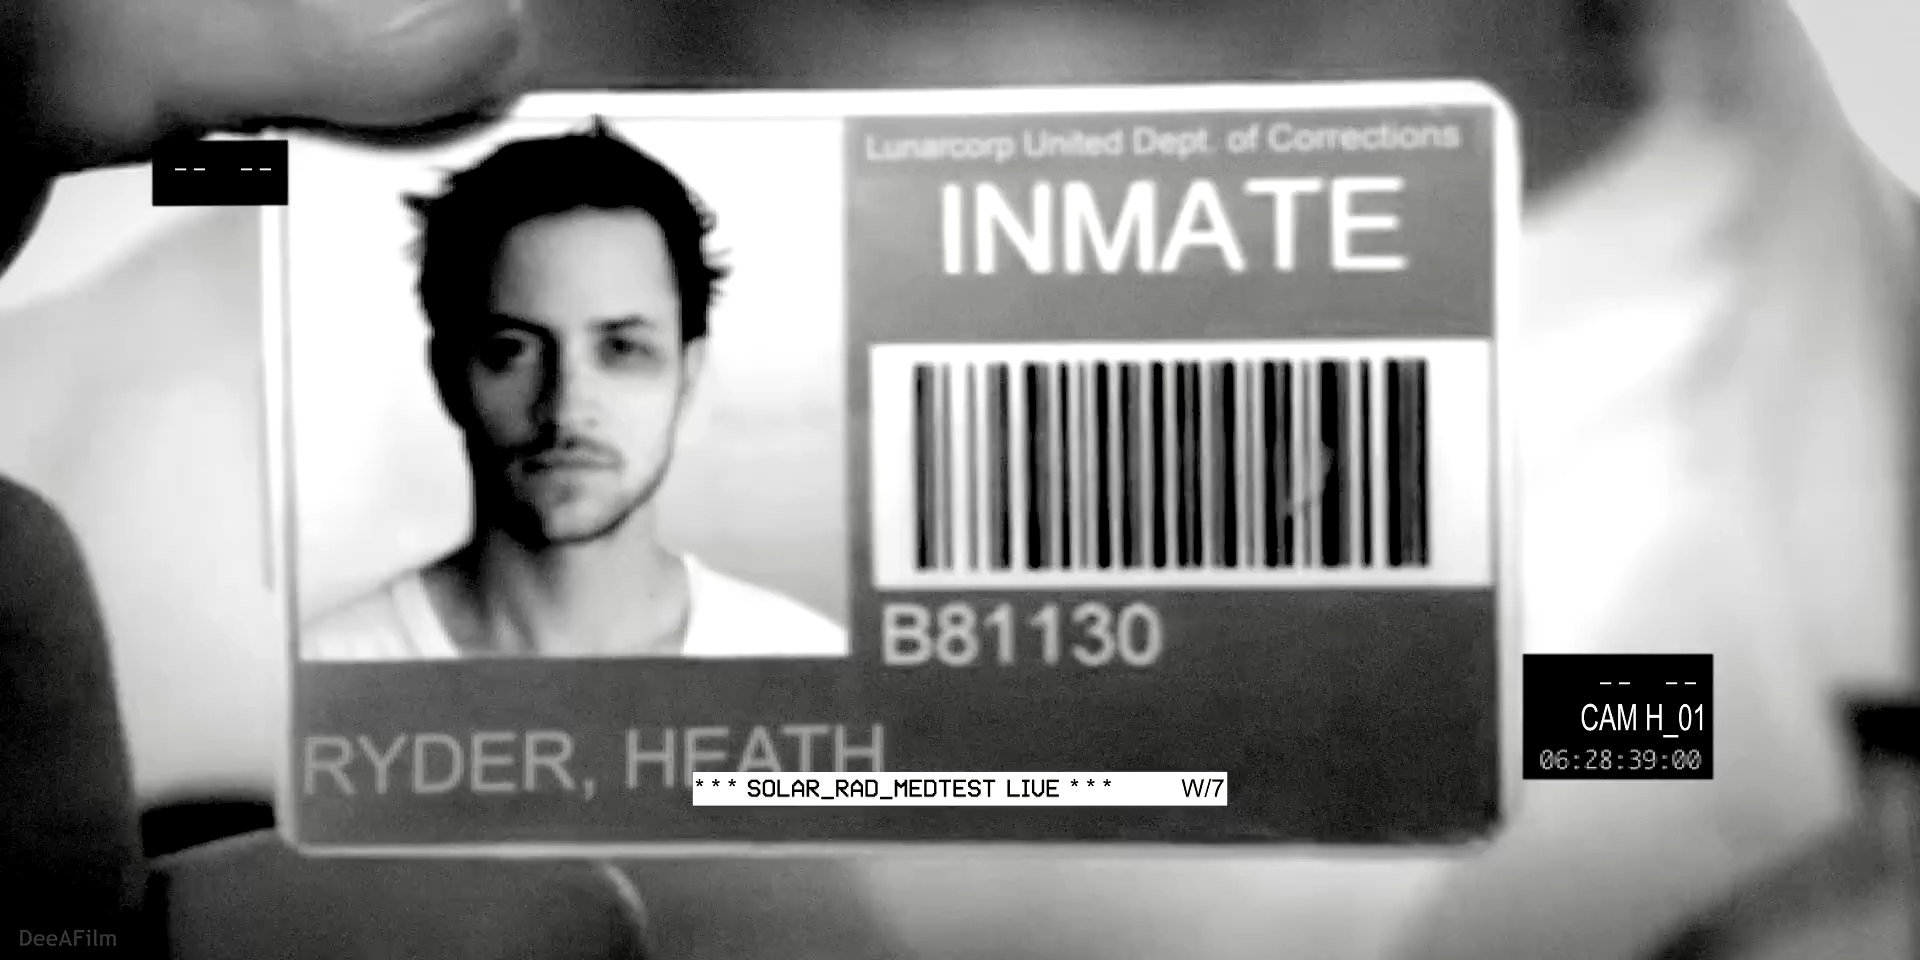 Lunarcorp United Dept. of Corrections
INMATE
-- --
B81130
RYDER, HEATH
-- --
CAM H_01
06:28:39:00
*** SOLAR_RAD_MEDTEST LIVE *** W/7
DeeAFilm